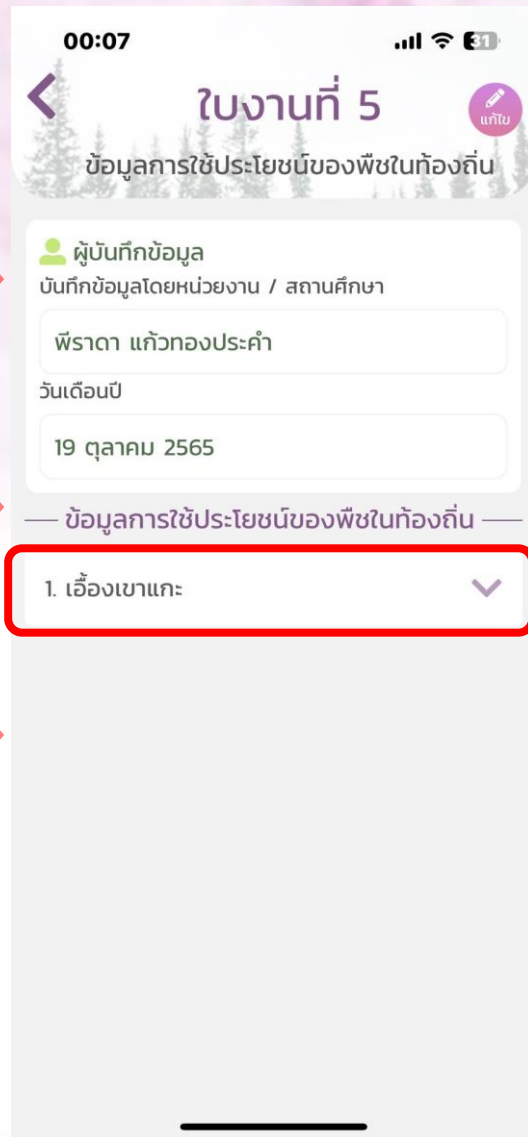 00:07
31
ใบงานที่ 5
แก้ไข
ข้อมูลการใช้ประโยชน์ของพืชในท้องถิ่น
ผู้บันทึกข้อมูล
บันทึกข้อมูลโดยหน่วยงาน / สถานศึกษา
พีราดา แก้วทองประคำ
วันเดือนปี
19 ตุลาคม 2565
ข้อมูลการใช้ประโยชน์ของพืชในท้องถิ่น
1. เอื้องเขาแกะ